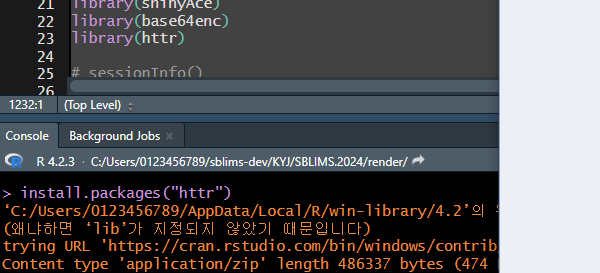 21 library(shinyAce)
22 library(base64enc)
23 library(httr)
24
25 # sessionInfo()
26
1232:1 (Top Level)
Console Background Jobs
R 4.2.3 · C:/Users/0123456789/sblims-dev/KYJ/SBLIMS.2024/render/
> install.packages("httr")
‘C:/Users/0123456789/AppData/Local/R/win-library/4.2’의
(왜냐하면 ‘lib’가 지정되지 않았기 때문입니다)
trying URL 'https://cran.rstudio.com/bin/windows/contrib/
Content type 'application/zip' length 486337 bytes (474